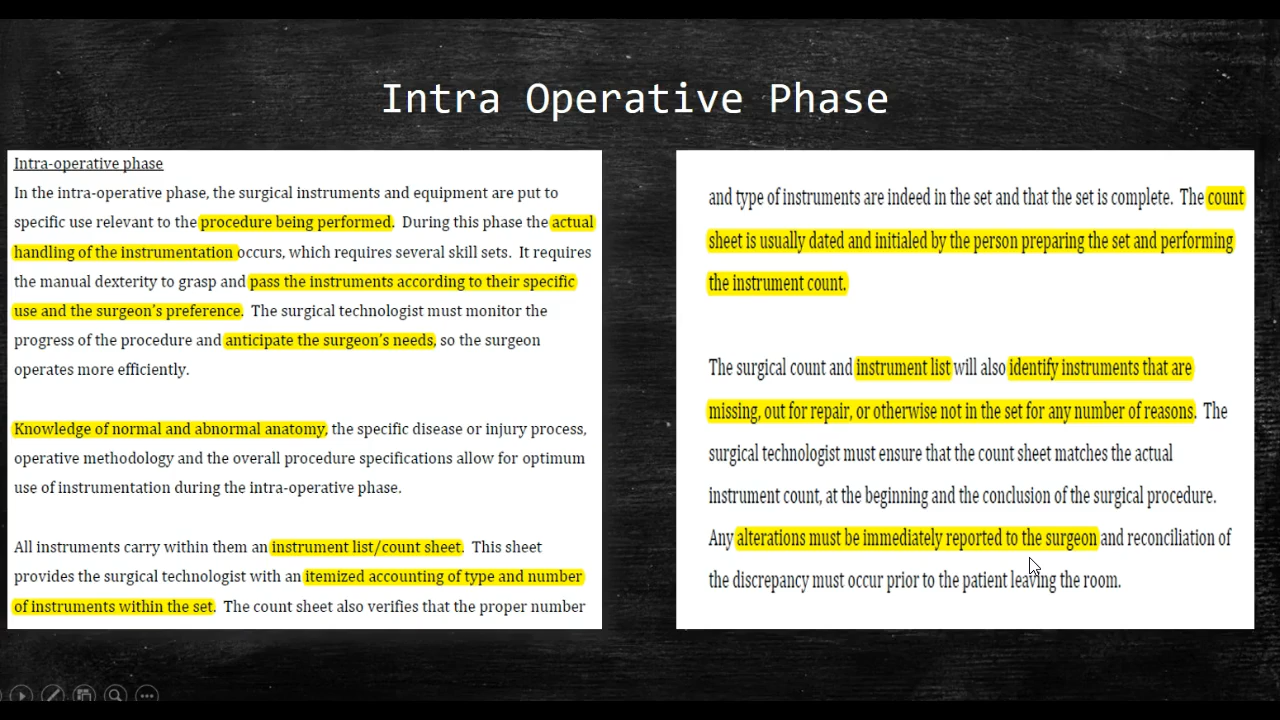 Intra Operative Phase
Intra-operative phase
In the intra-operative phase, the surgical instruments and equipment are put to
specific use relevant to the procedure being performed. During this phase the actual
handling of the instrumentation occurs, which requires several skill sets. It requires
the manual dexterity to grasp and pass the instruments according to their specific
use and the surgeon's preference. The surgical technologist must monitor the
progress of the procedure and anticipate the surgeon's needs, so the surgeon
operates more efficiently.
Knowledge of normal and abnormal anatomy, the specific disease or injury process,
operative methodology and the overall procedure specifications allow for optimum
use of instrumentation during the intra-operative phase.
All instruments carry within them an instrument list/count sheet. This sheet
provides the surgical technologist with an itemized accounting of type and number
of instruments within the set. The count sheet also verifies that the proper number
and type of instruments are indeed in the set and that the set is complete. The count
sheet is usually dated and initialed by the person preparing the set and performing
the instrument count.
The surgical count and instrument list will also identify instruments that are
missing, out for repair, or otherwise not in the set for any number of reasons. The
surgical technologist must ensure that the count sheet matches the actual
instrument count, at the beginning and the conclusion of the surgical procedure.
Any alterations must be immediately reported to the surgeon and reconciliation of
the discrepancy must occur prior to the patient leaving the room.